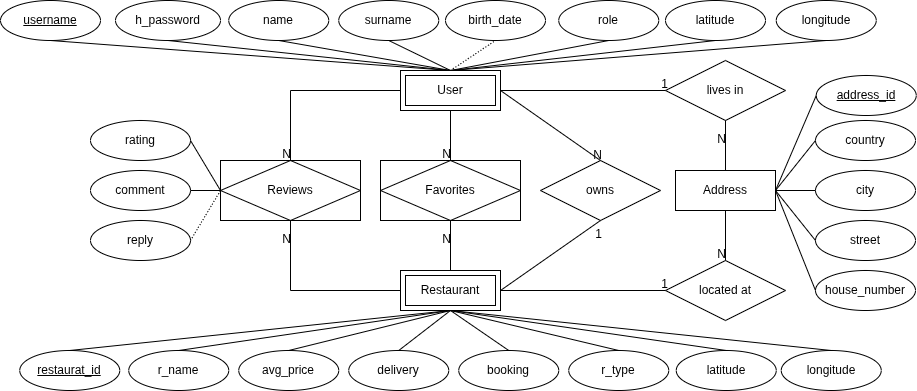 username
h_password
name
surname
birth_date
role
latitude
longitude
User
1
lives in
address_id
rating
N
N
N
N
country
comment
Reviews
Favorites
owns
Address
city
reply
N
N
1
N
street
Restaurant
1
located at
house_number
restaurat_id
r_name
avg_price
delivery
booking
r_type
latitude
longitude